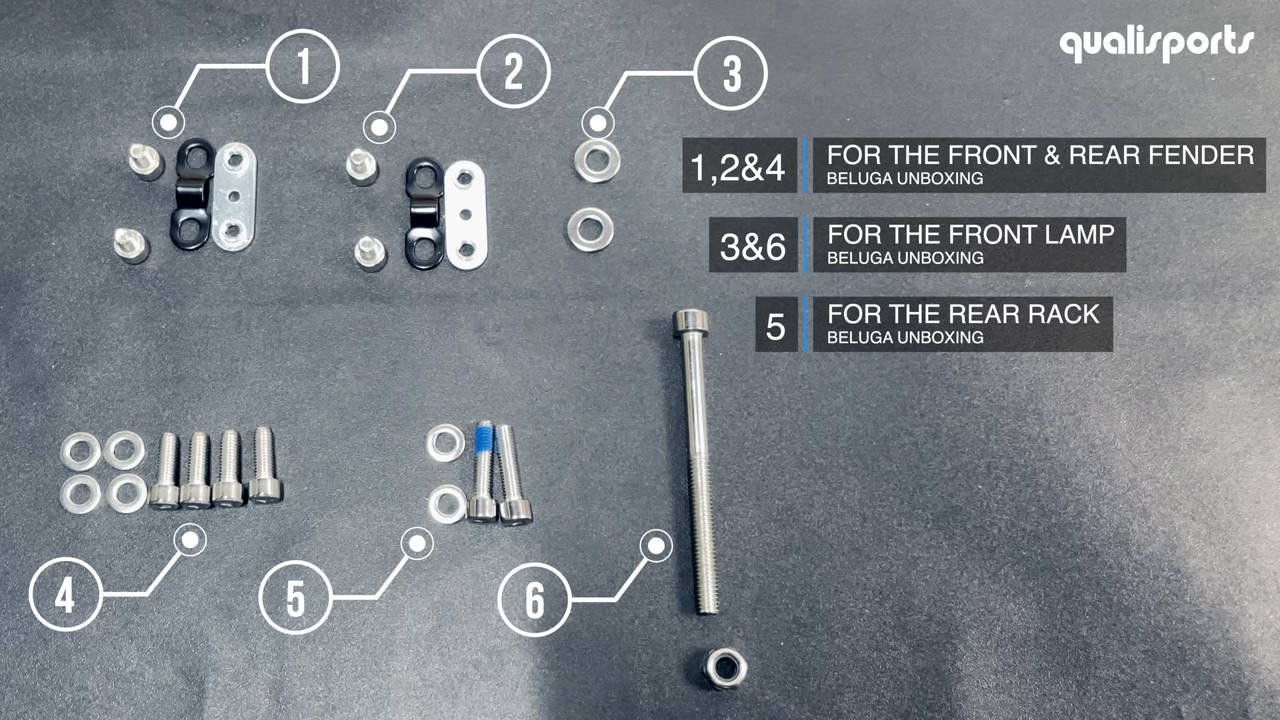 1
2
3
qualisports
1,2&4
FOR THE FRONT & REAR FENDER
BELUGA UNBOXING
3&6
FOR THE FRONT LAMP
BELUGA UNBOXING
5
FOR THE REAR RACK
BELUGA UNBOXING
4
5
6